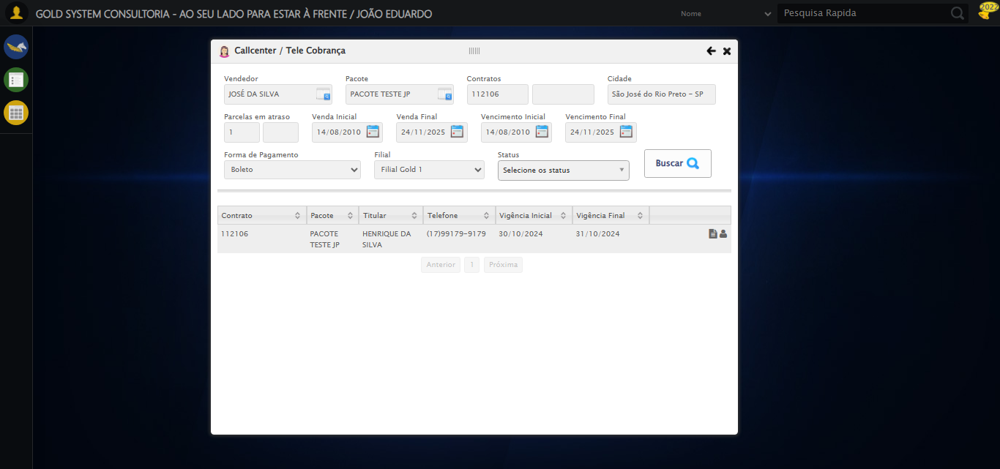 GOLD SYSTEM CONSULTORIA - AO SEU LADO PARA ESTAR À FRENTE / JOÃO EDUARDO
Nome
Pesquisa Rapida
2022
Callcenter / Tele Cobrança
Vendedor Pacote Contratos Cidade
JOSÉ DA SILVA PACOTE TESTE JP 112106 São José do Rio Preto - SP
Parcelas em atraso Venda Inicial Venda Final Vencimento Inicial Vencimento Final
1 14/08/2010 24/11/2025 14/08/2010 24/11/2025
Forma de Pagamento Filial Status
Boleto Filial Gold 1 Selecione os status Buscar
Contrato Pacote Titular Telefone Vigência Inicial Vigência Final
112106 PACOTE HENRIQUE DA (17)99179-9179 30/10/2024 31/10/2024
TESTE JP SILVA
Anterior 1 Próxima